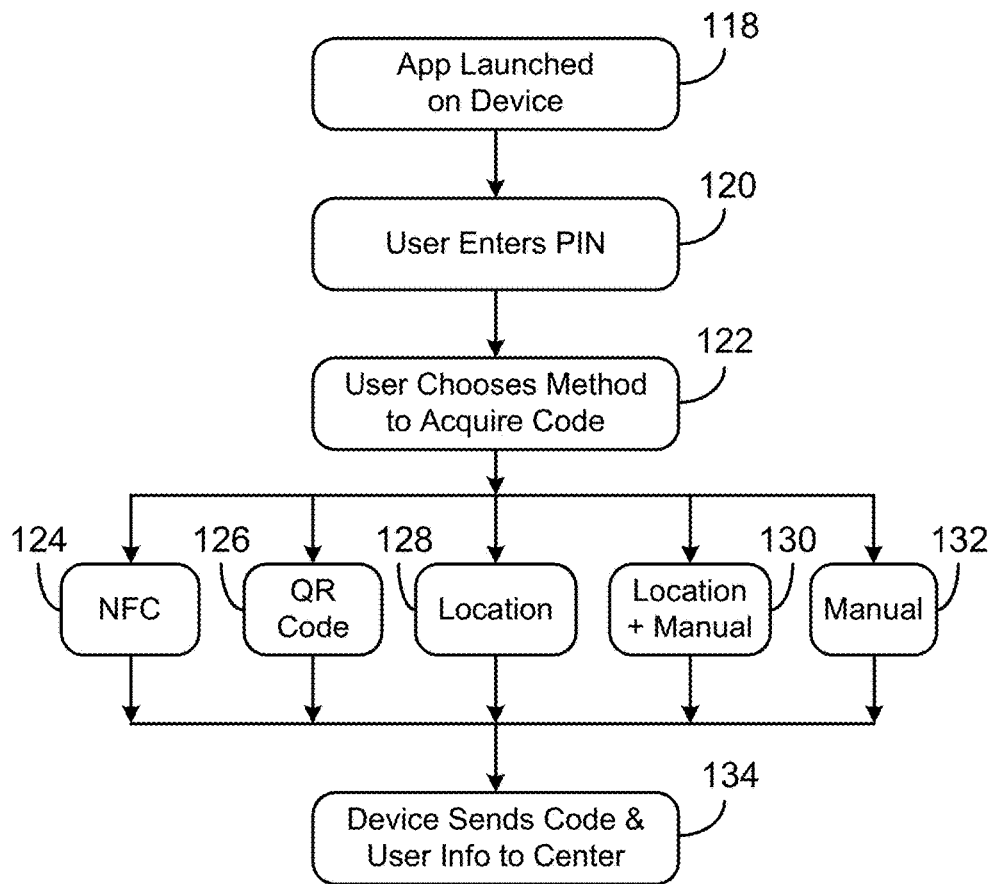 118
App Launched
on Device
120
User Enters PIN
122
User Chooses Method
to Acquire Code
124
126
128
130
132
NFC
QR
Code
Location
Location
+ Manual
Manual
134
Device Sends Code &
User Info to Center